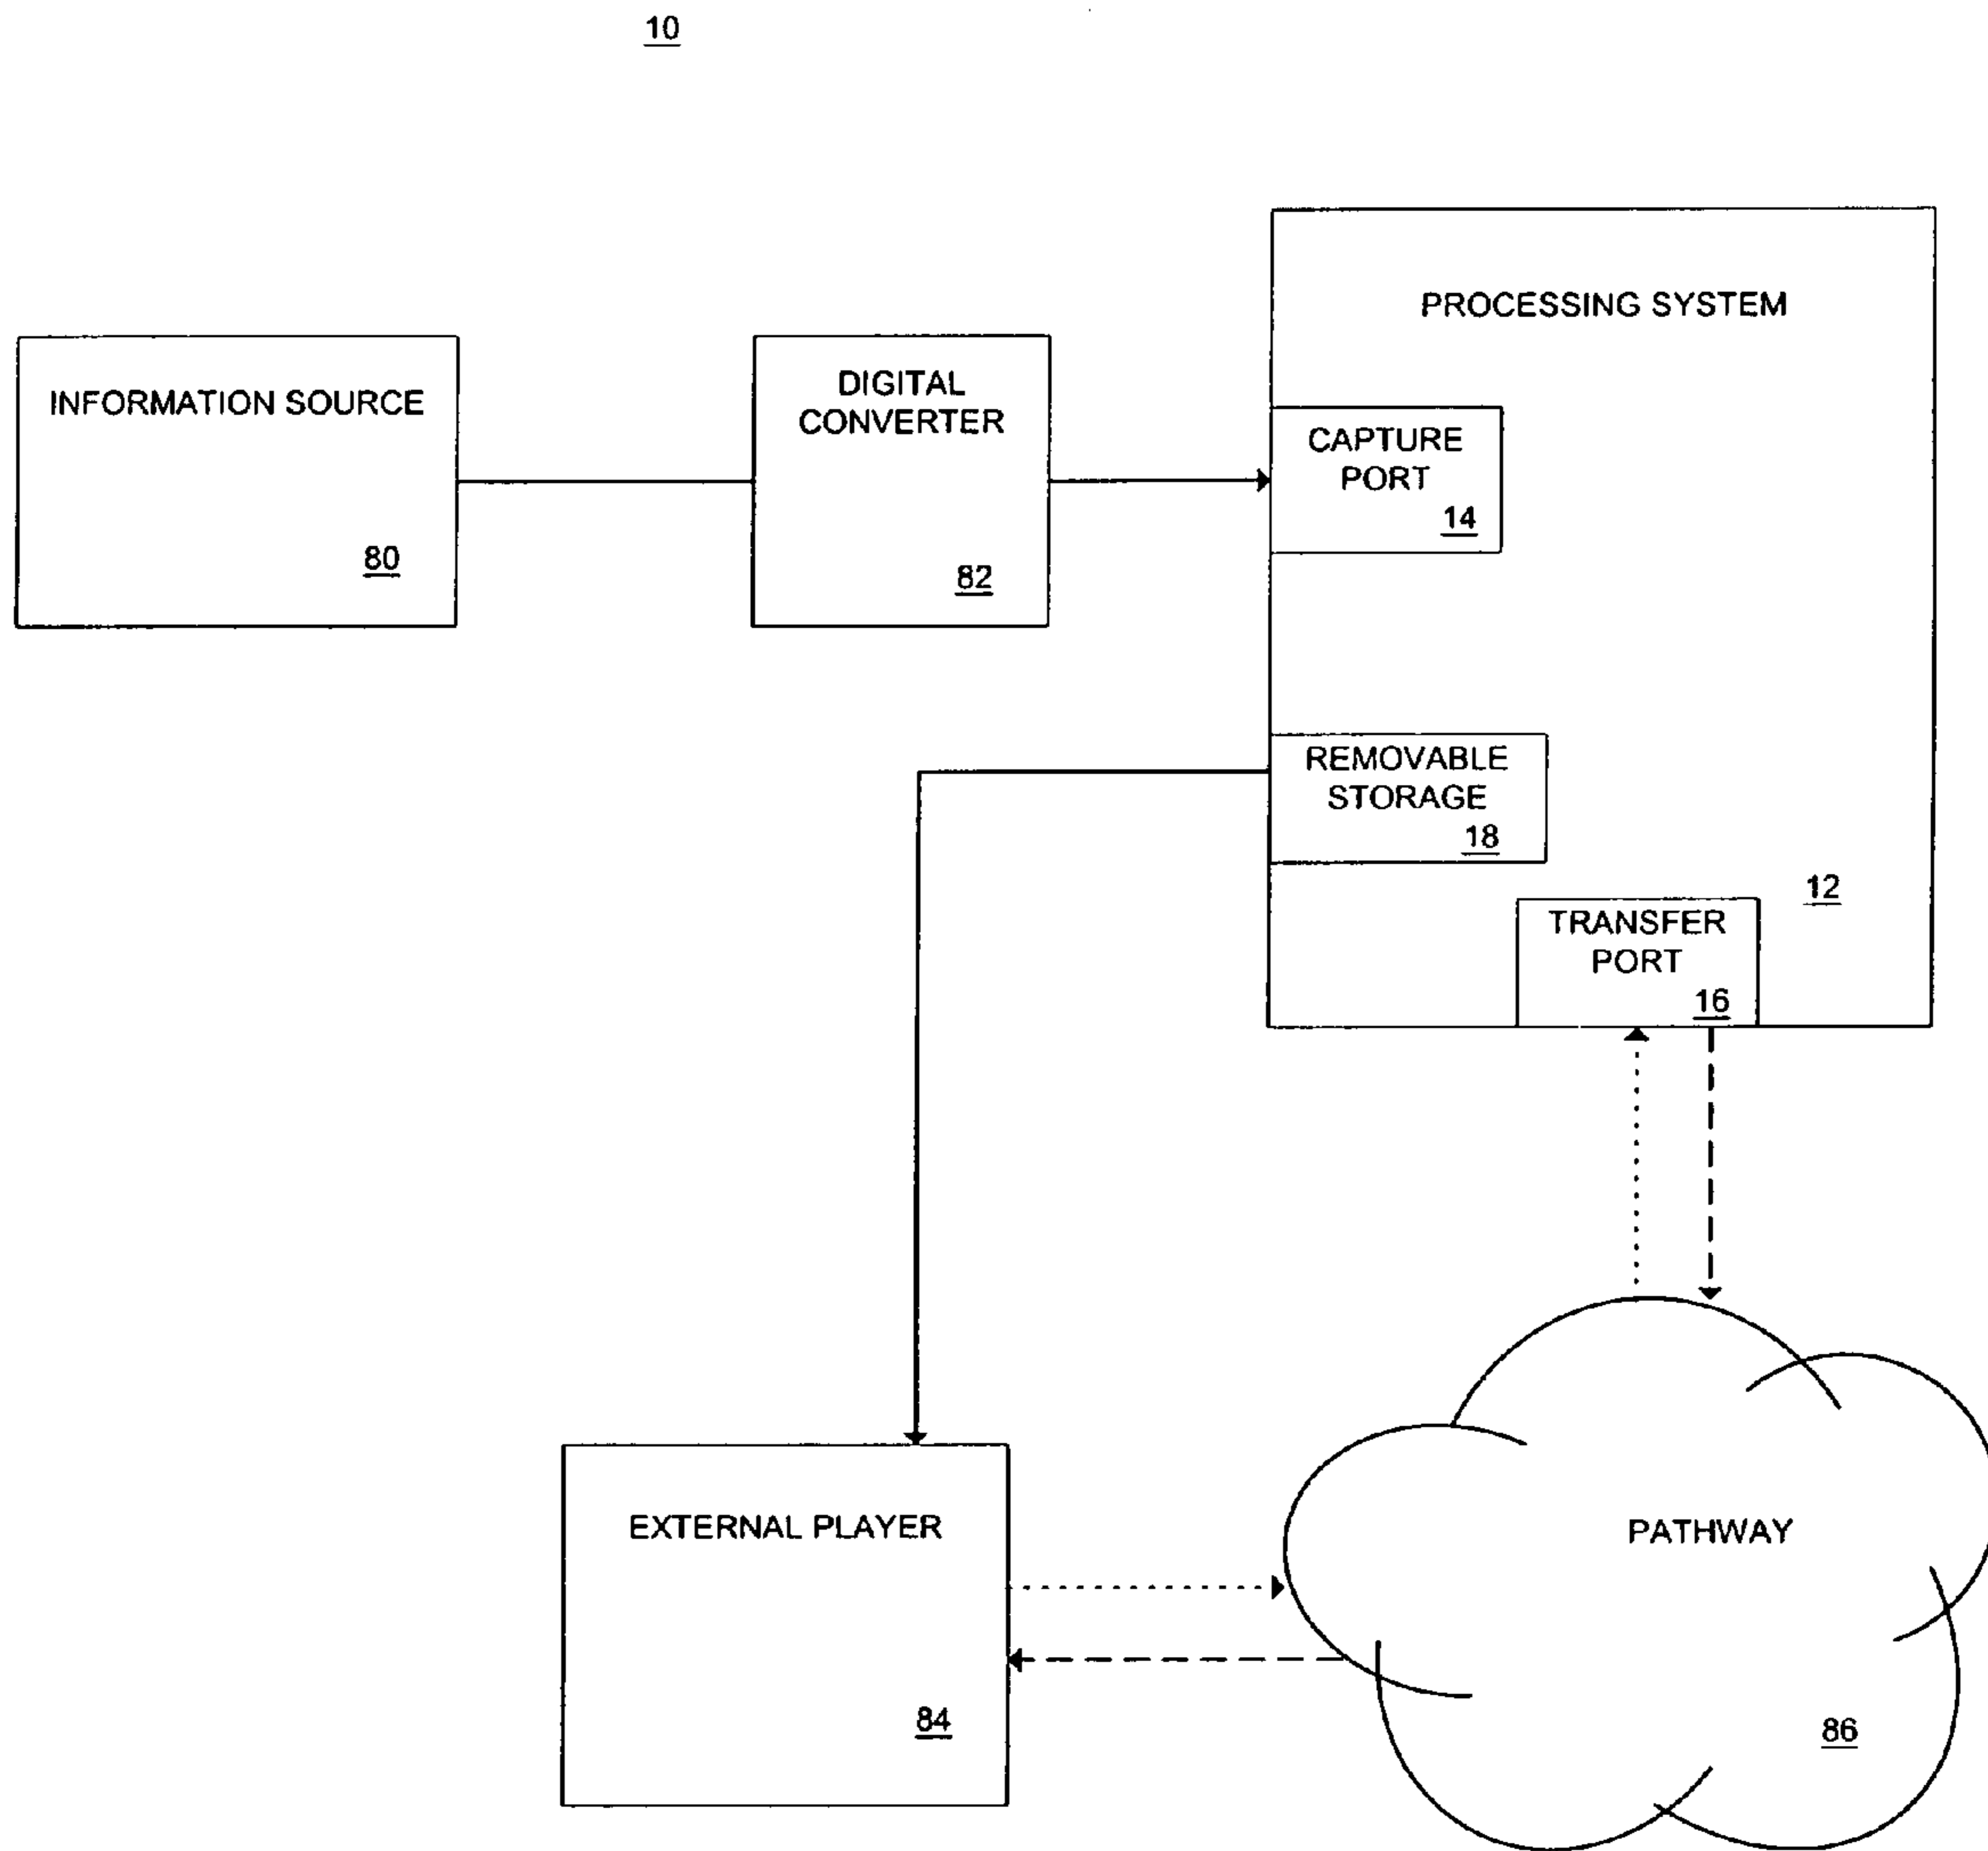 10
PROCESSING SYSTEM
INFORMATION SOURCE
80
DIGITAL
CONVERTER
82
CAPTURE
PORT
14
REMOVABLE
STORAGE
18
12
TRANSFER
PORT
16
EXTERNAL PLAYER
84
PATHWAY
86